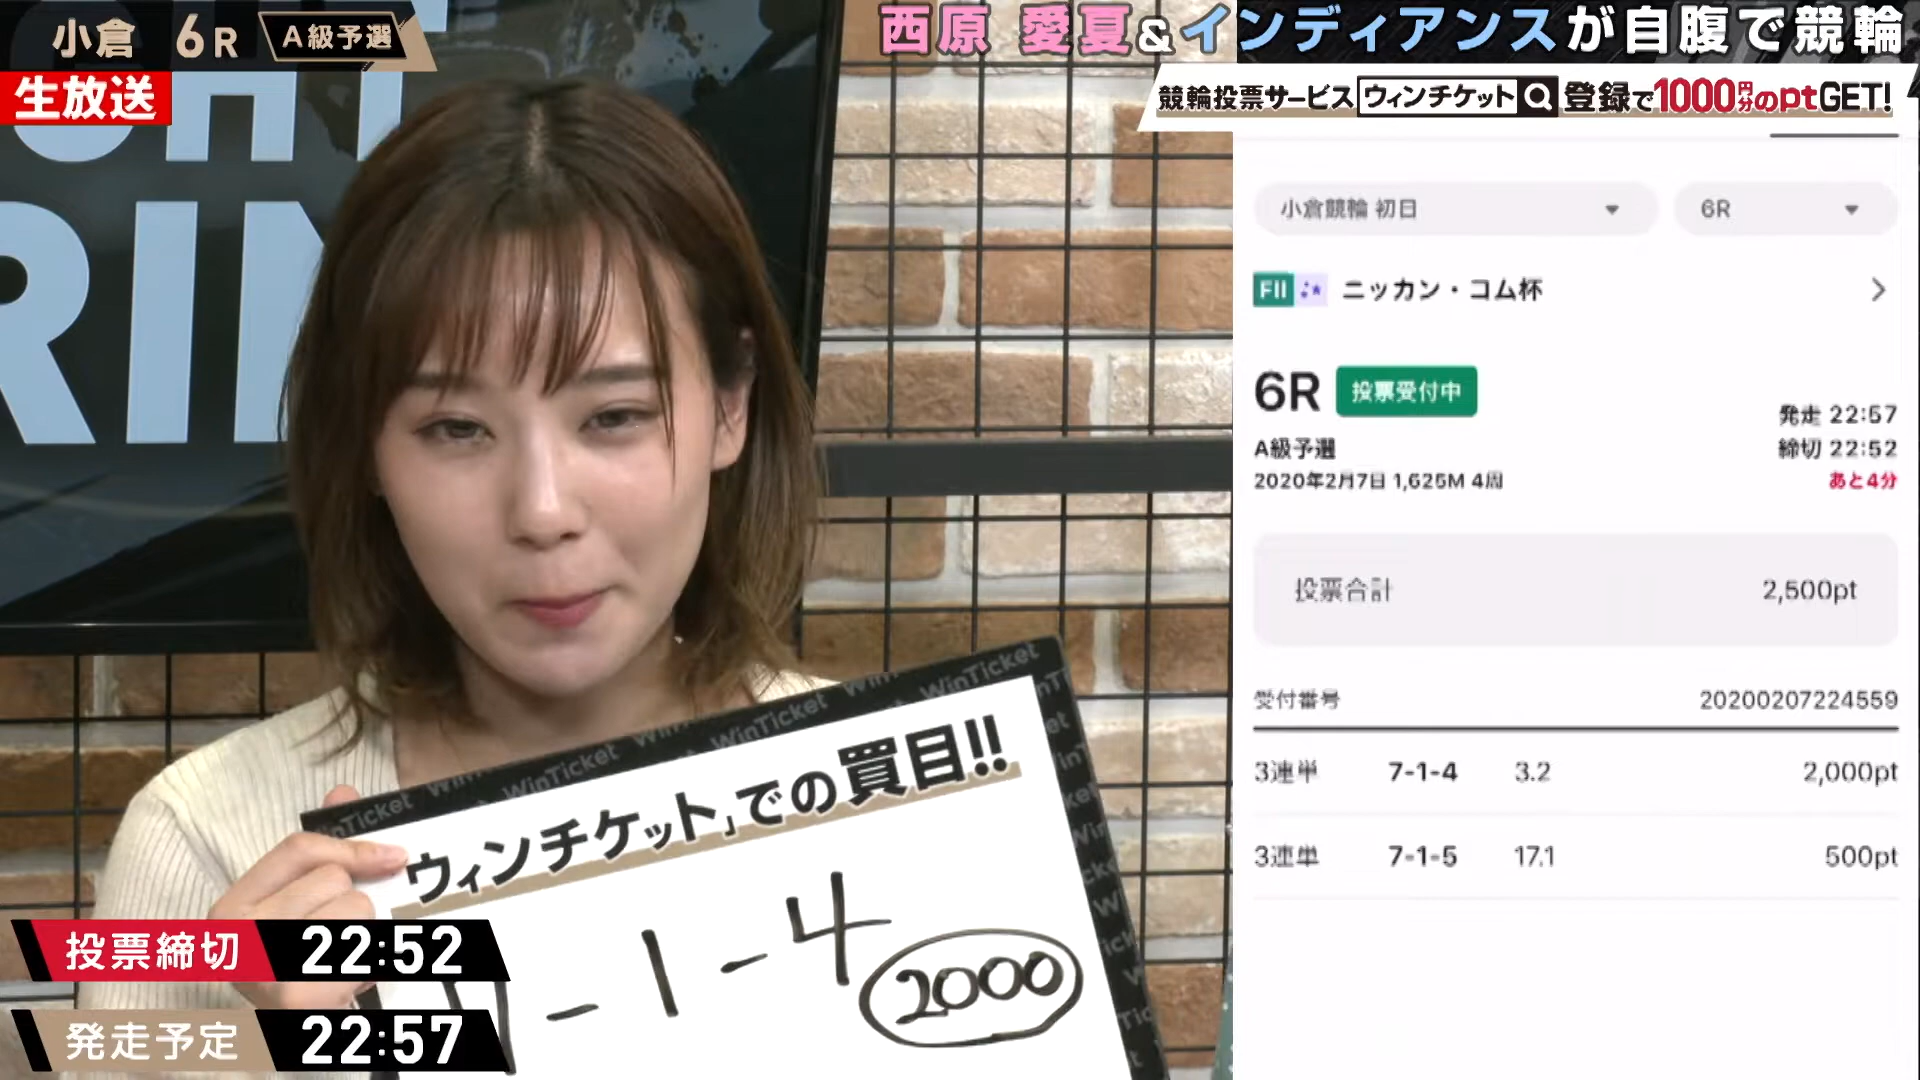 小倉 6R A級予選
生放送
西原 愛夏&インディアンスが自腹で競輪
競輪投票サービス ウィンチケット 登録で1000円分のptGET!
小倉競輪 初日
6R
FII ニッカン・コム杯
6R 投票受付中
発走 22:57
A級予選
締切 22:52
2020年2月7日 1,625M 4周
あと4分
投票合計 2,500pt
受付番号 20200207224559
3連単 7-1-4 3.2 2,000pt
3連単 7-1-5 17.1 500pt
WinTicket
WinTicket
WinTicket
WinTicket
「ウィンチケット」での買目!!
7-1-4 2000
投票締切 22:52
発走予定 22:57